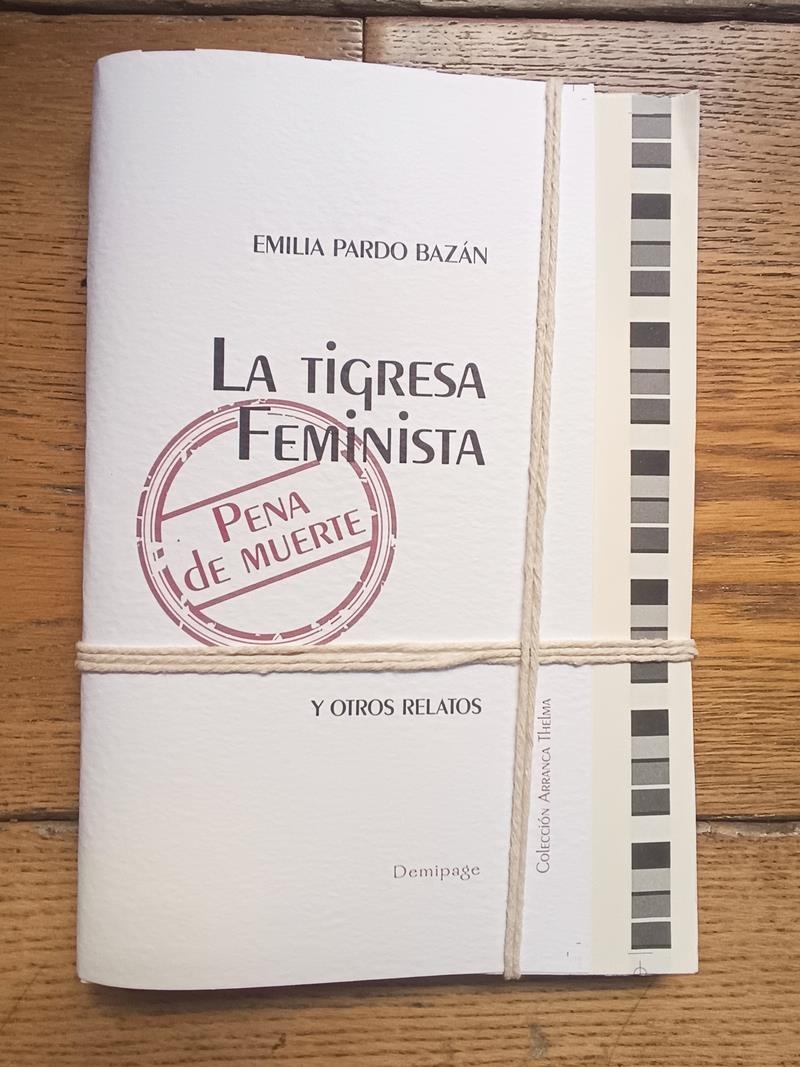 EMILIA PARDO BAZÁN
LA TIGRESA
FEMINISTA
PENA
DE MUERTE
Y OTROS RELATOS
Colección Arranca Thelma
Demipage